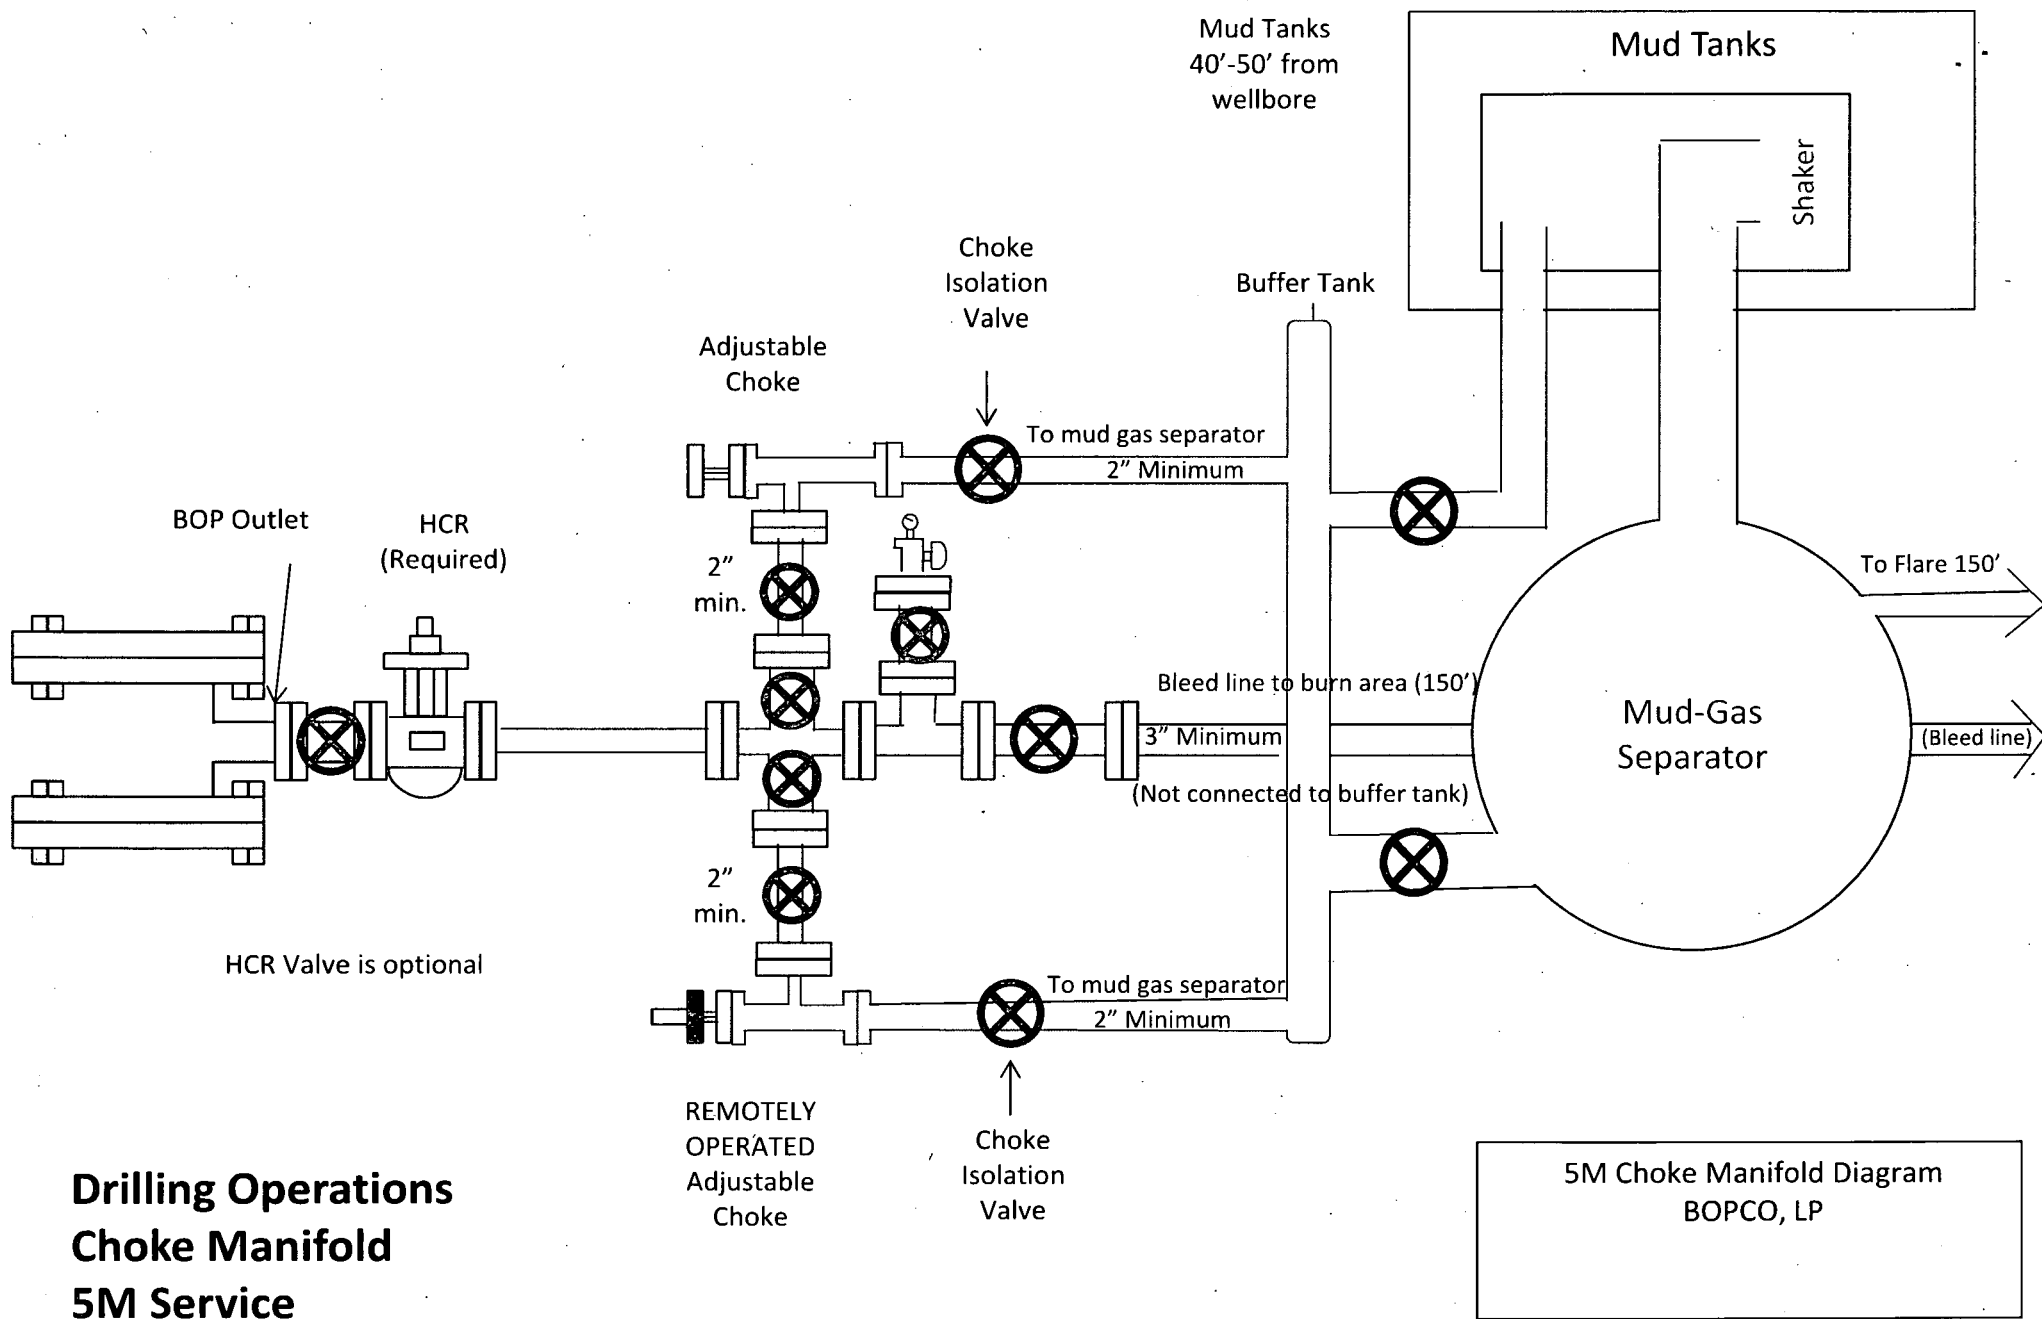 Mud Tanks
40'-50' from
wellbore
Mud Tanks
Shaker
Choke
Isolation
Valve
Buffer Tank
Adjustable
Choke
To mud gas separator
2" Minimum
BOP Outlet
HCR
(Required)
2"
min.
To Flare 150'
Bleed line to burn area (150')
3" Minimum
(Not connected to buffer tank)
Mud-Gas
Separator
(Bleed line)
2"
min.
HCR Valve is optional
To mud gas separator
2" Minimum
REMOTELY
OPERATED
Adjustable
Choke
Choke
Isolation
Valve
Drilling Operations
Choke Manifold
5M Service
5M Choke Manifold Diagram
BOPCO, LP